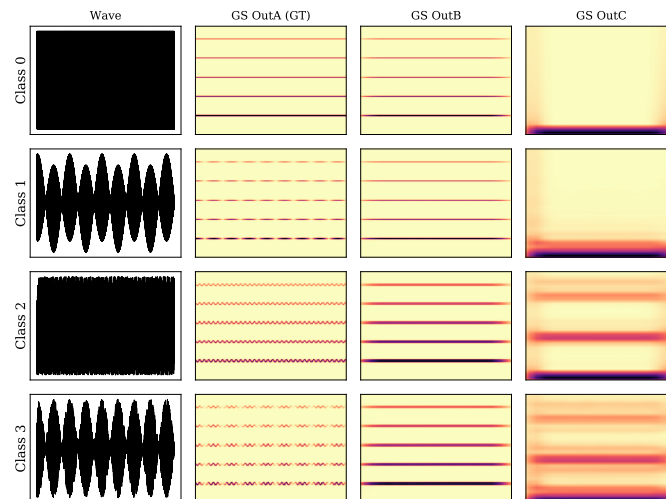 Wave GS OutA (GT) GS OutB GS OutC
Class 0
Class 1
Class 2
Class 3